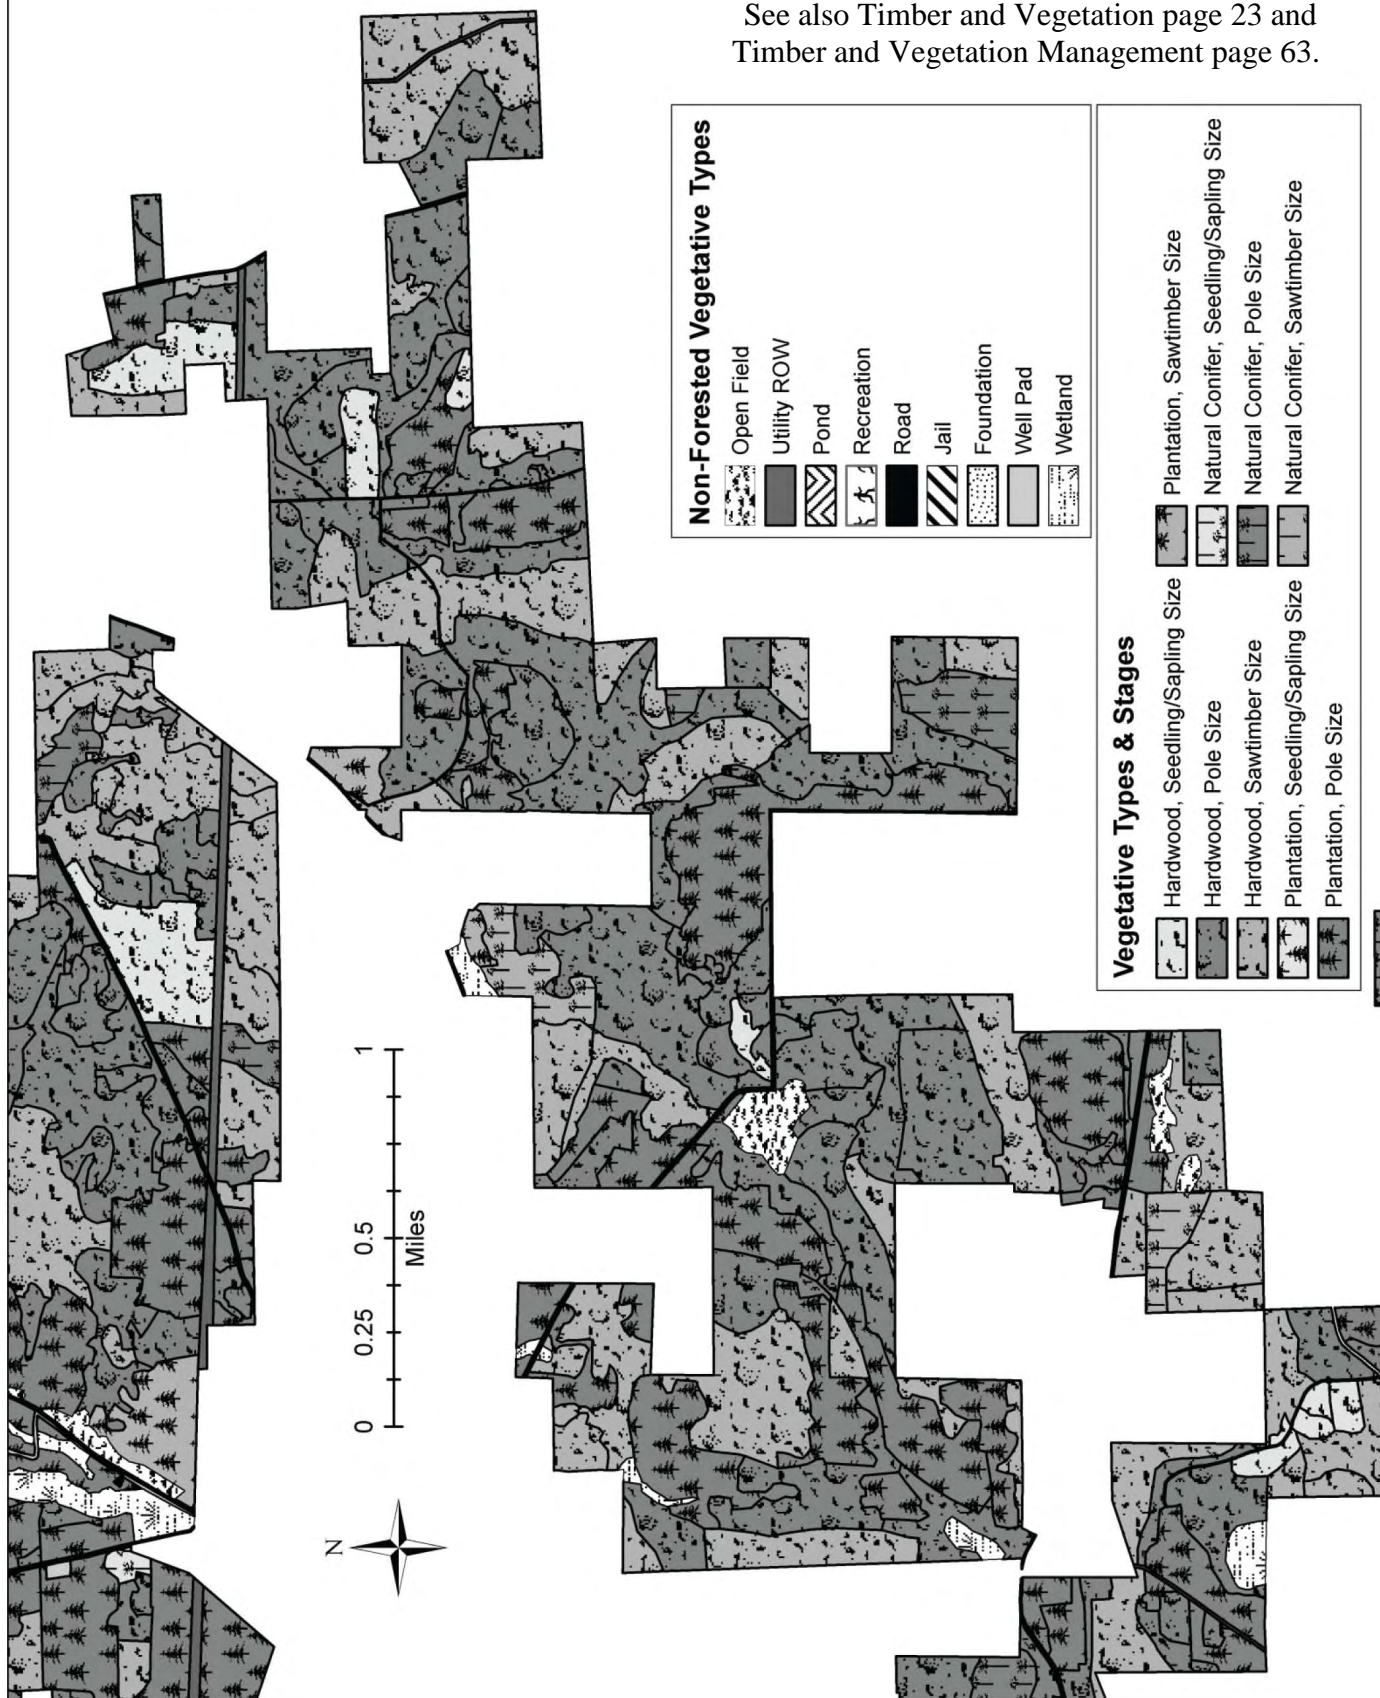 See also Timber and Vegetation page 23 and
Timber and Vegetation Management page 63.
Non-Forested Vegetative Types
Open Field
Utility ROW
Pond
Recreation
Road
Jail
Foundation
Well Pad
Wetland
Vegetative Types & Stages
Hardwood, Seedling/Sapling Size
Hardwood, Pole Size
Hardwood, Sawtimber Size
Plantation, Seedling/Sapling Size
Plantation, Pole Size
Plantation, Sawtimber Size
Natural Conifer, Seedling/Sapling Size
Natural Conifer, Pole Size
Natural Conifer, Sawtimber Size
N
0 0.25 0.5 1
Miles